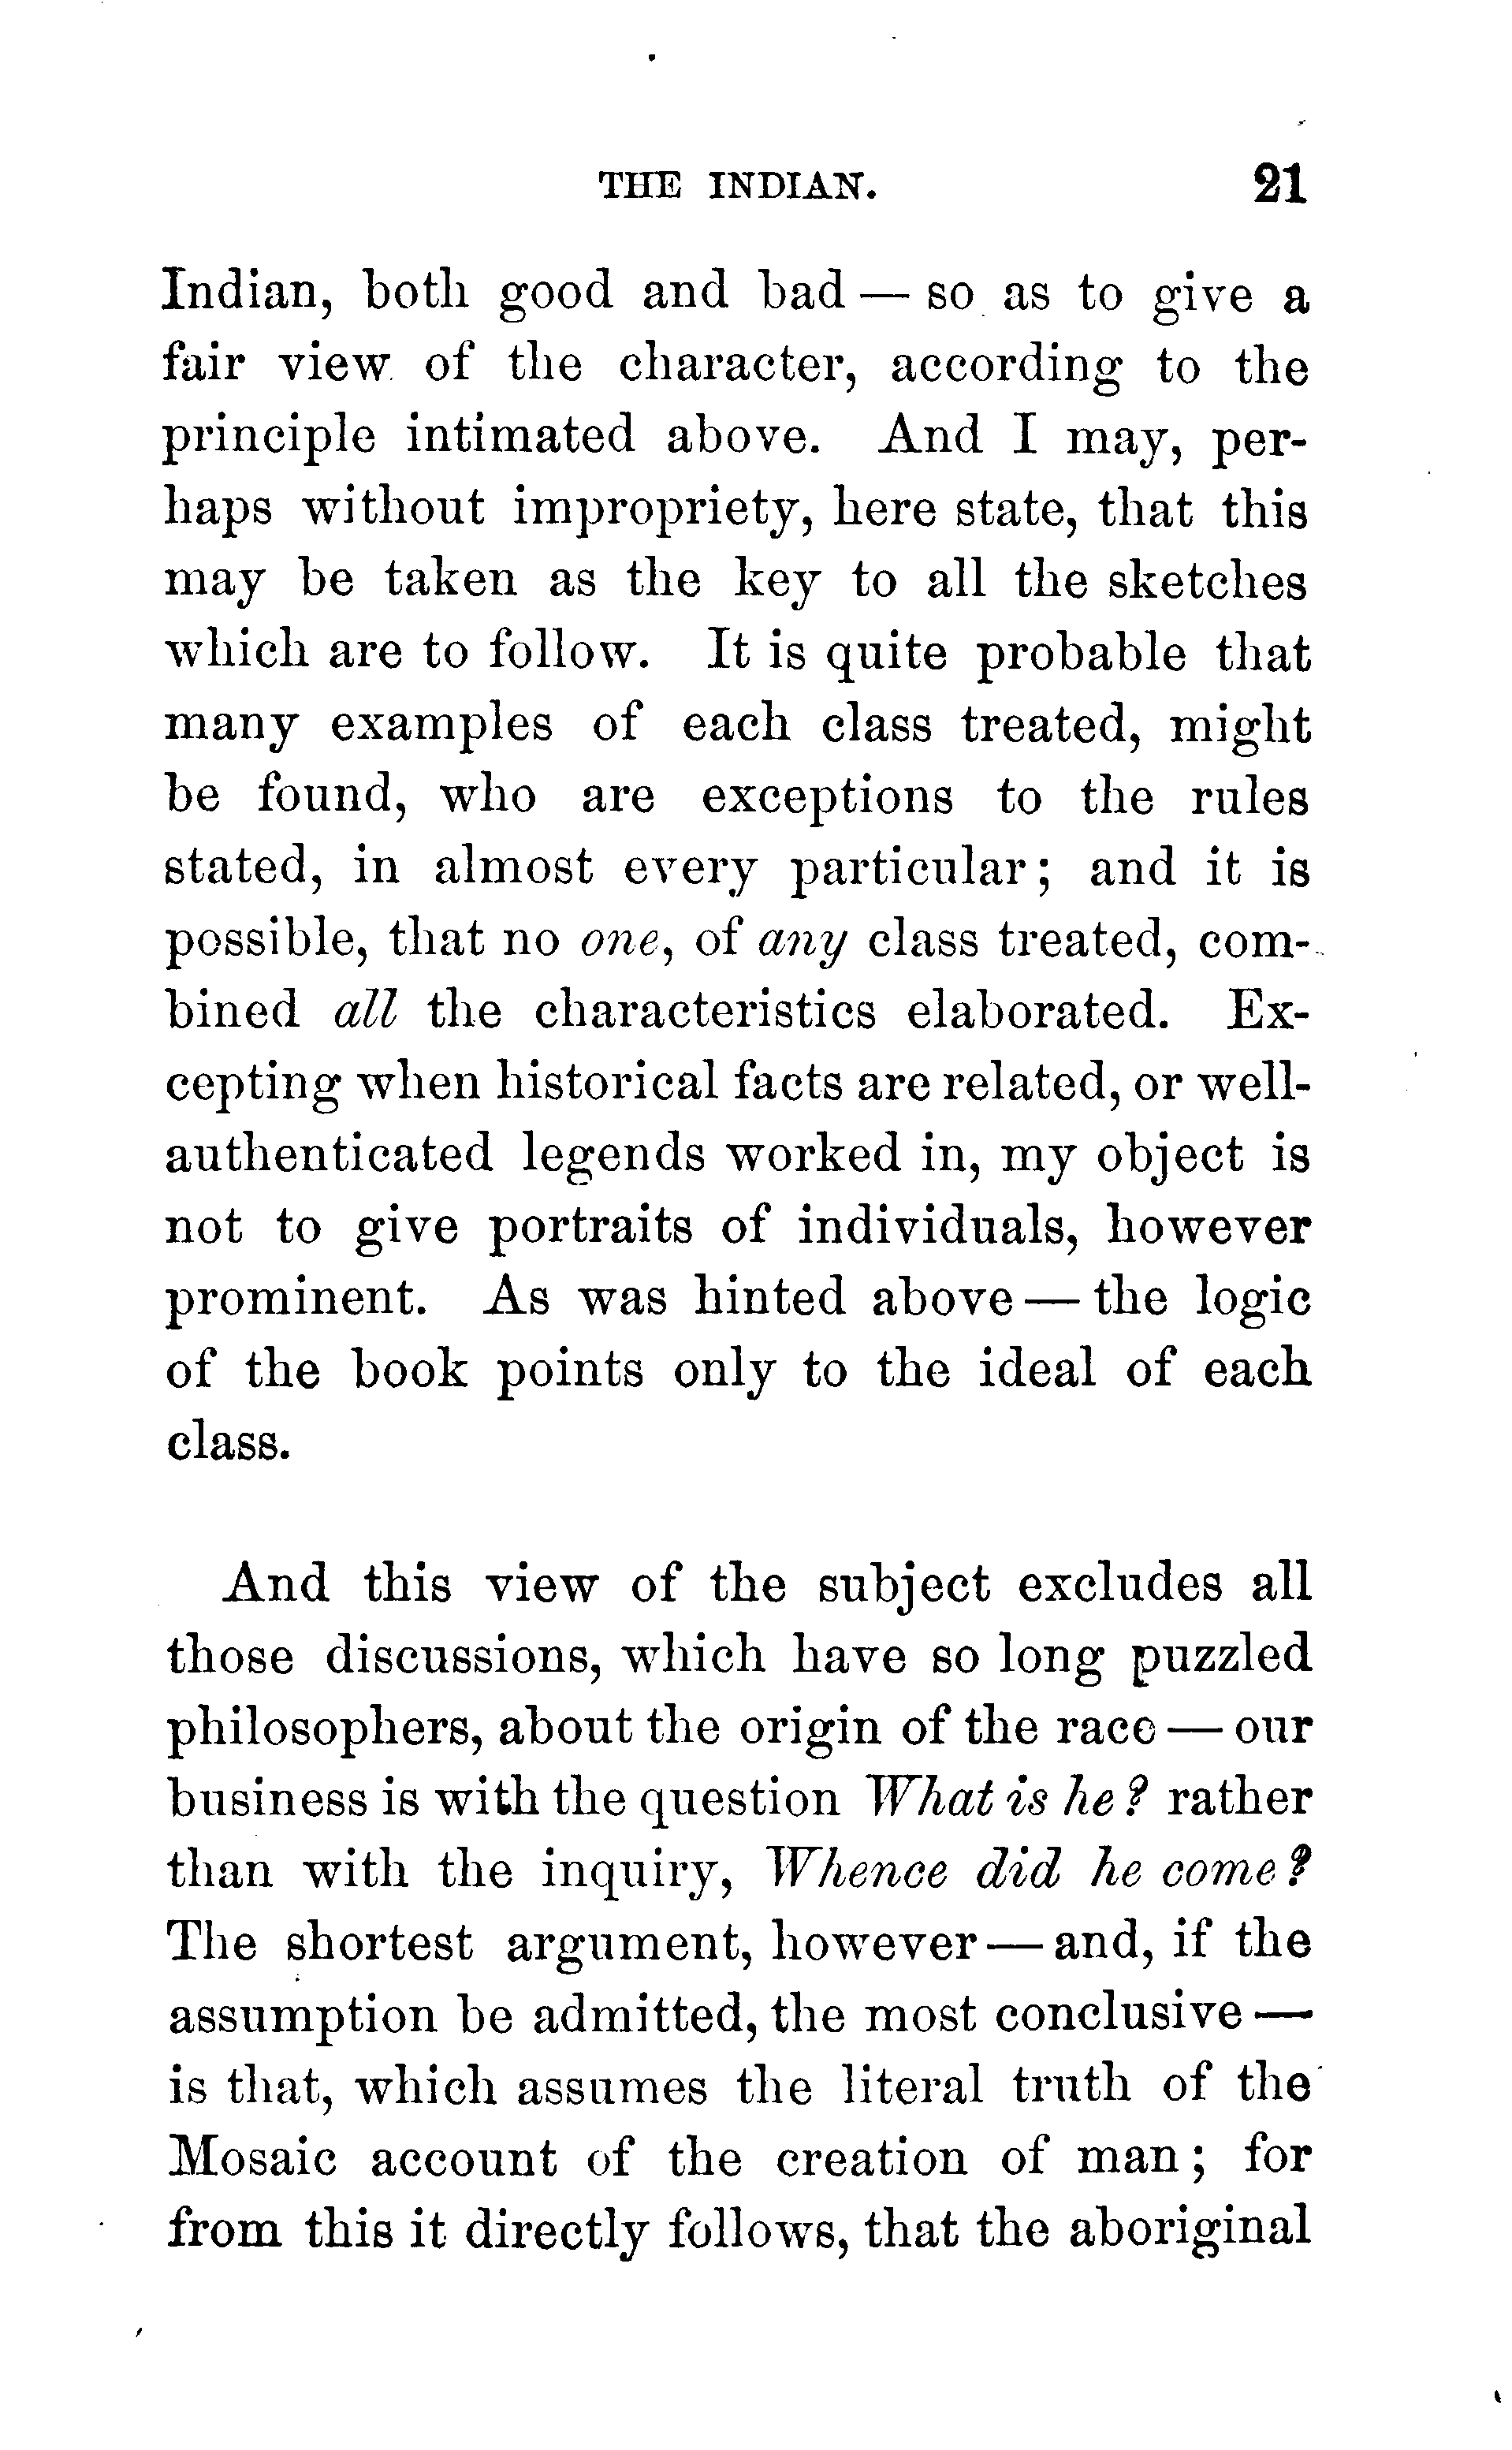 THE INDIAN. 21
Indian, both good and bad — so as to give a
fair view of the character, according to the
principle intimated above. And I may, per-
haps without impropriety, here state, that this
may be taken as the key to all the sketches
which are to follow. It is quite probable that
many examples of each class treated, might
be found, who are exceptions to the rules
stated, in almost every particular; and it is
possible, that no one, of any class treated, com-
bined all the characteristics elaborated. Ex-
cepting when historical facts are related, or well-
authenticated legends worked in, my object is
not to give portraits of individuals, however
prominent. As was hinted above — the logic
of the book points only to the ideal of each
class.
And this view of the subject excludes all
those discussions, which have so long puzzled
philosophers, about the origin of the race — our
business is with the question What is he? rather
than with the inquiry, Whence did he come?
The shortest argument, however — and, if the
assumption be admitted, the most conclusive —
is that, which assumes the literal truth of the
Mosaic account of the creation of man; for
from this it directly follows, that the aboriginal